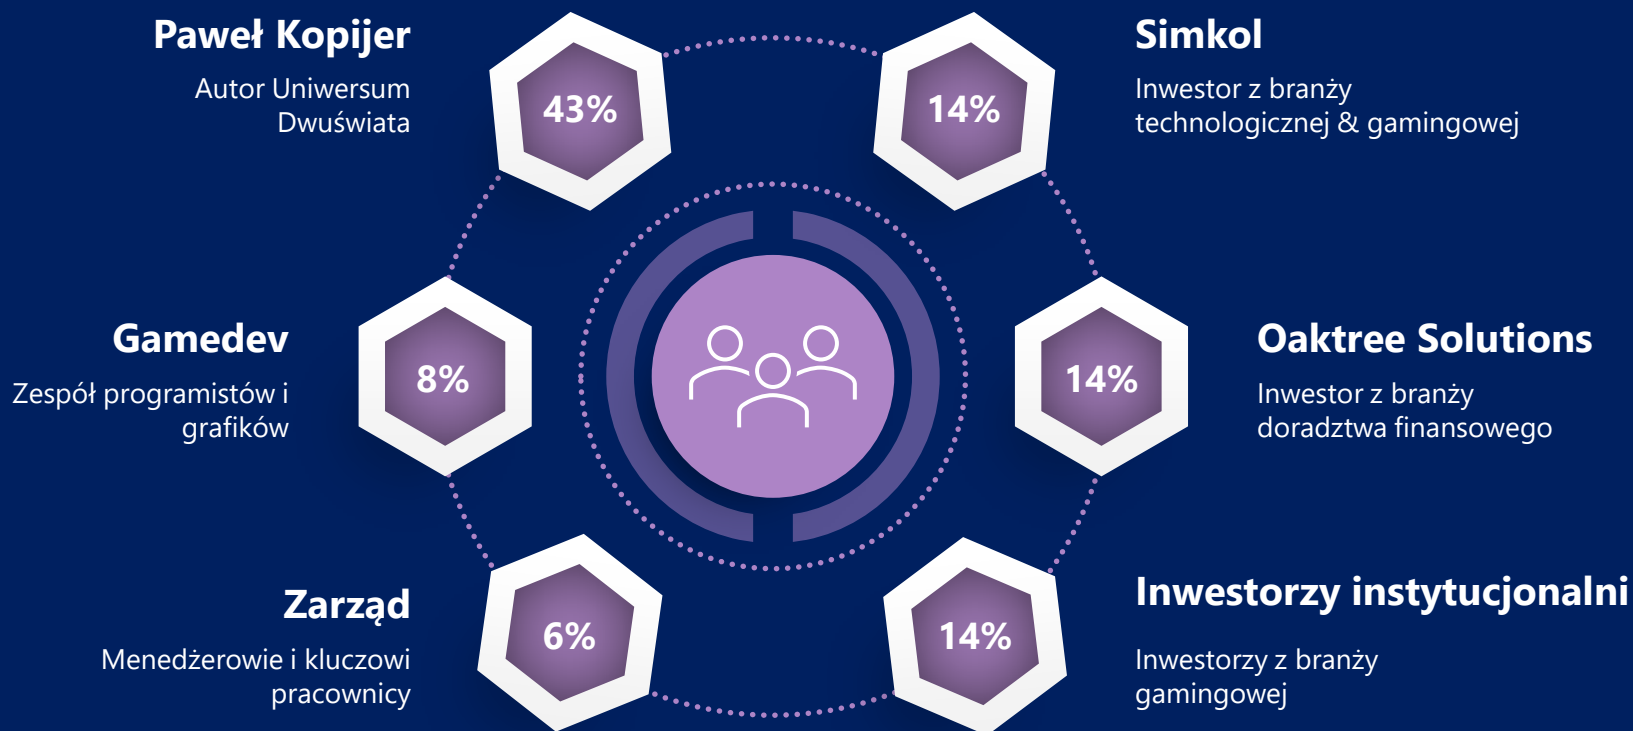 Paweł Kopijer
Autor Uniwersum
Dwuświata
43%
Simkol
Inwestor z branży
technologicznej & gamingowej
14%
Gamedev
Zespół programistów i
grafików
8%
Oaktree Solutions
Inwestor z branży
doradztwa finansowego
14%
Zarząd
Menedżerowie i kluczowi
pracownicy
6%
Inwestorzy instytucjonalni
Inwestorzy z branży
gamingowej
14%